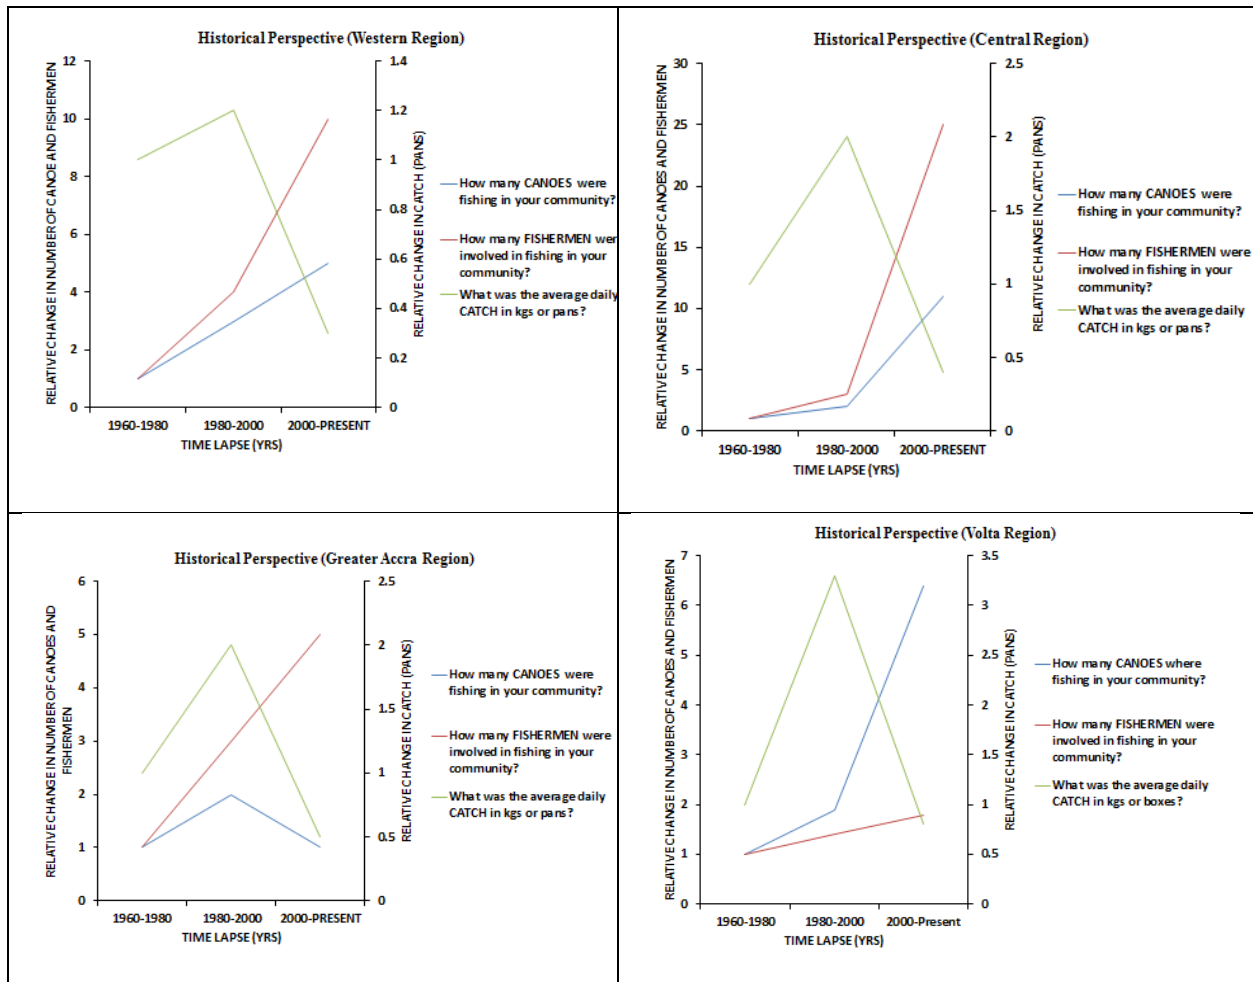 Historical Perspective (Western Region)
RELATIVE CHANGE IN NUMBER OF CANOE AND FISHERMEN
12
10
8
6
4
2
0
1.4
1.2
1
0.8
0.6
0.4
0.2
0
RELATIVE CHANGE IN CATCH (PANS)
1960-1980
1980-2000
2000-PRESENT
TIME LAPSE (YRS)
How many CANOES were
fishing in your community?
How many FISHERMEN were
involved in fishing in your
community?
What was the average daily
CATCH in kgs or pans?
Historical Perspective (Central Region)
RELATIVE CHANGE IN NUMBER OF CANOES AND FISHERMEN
30
25
20
15
10
5
0
2.5
2
1.5
1
0.5
0
RELATIVE CHANGE IN CATCH (PANS)
1960-1980
1980-2000
2000-PRESENT
TIME LAPSE (YRS)
How many CANOES were
fishing in your community?
How many FISHERMEN were
involved in fishing in your
community?
What was the average daily
CATCH in kgs or pans?
Historical Perspective (Greater Accra Region)
RELATIVE CHANGE IN NUMBER OF CANOES AND
FISHERMEN
6
5
4
3
2
1
0
2.5
2
1.5
1
0.5
0
RELATIVE CHANGE IN CATCH (PANS)
1960-1980
1980-2000
2000-PRESENT
TIME LAPSE (YRS)
How many CANOES were
fishing in your community?
How many FISHERMEN were
involved in fishing in your
community?
What was the average daily
CATCH in kgs or pans?
Historical Perspective (Volta Region)
RELATIVE CHANGE IN NUMBER OF CANOES AND FISHERMEN
7
6
5
4
3
2
1
0
3.5
3
2.5
2
1.5
1
0.5
0
RELATIVE CHANGE IN CATCH (PANS)
1960-1980
1980-2000
2000-Present
TIME LAPSE (YRS)
How many CANOES where
fishing in your community?
How many FISHERMEN were
involved in fishing in your
community?
What was the average daily
CATCH in kgs or boxes?